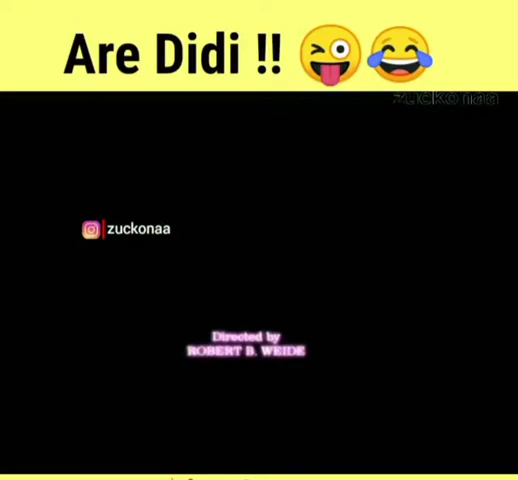 Are Didi !! 😜😂
zuckonaa
zuckonaa
Directed by
ROBERT B. WEIDE